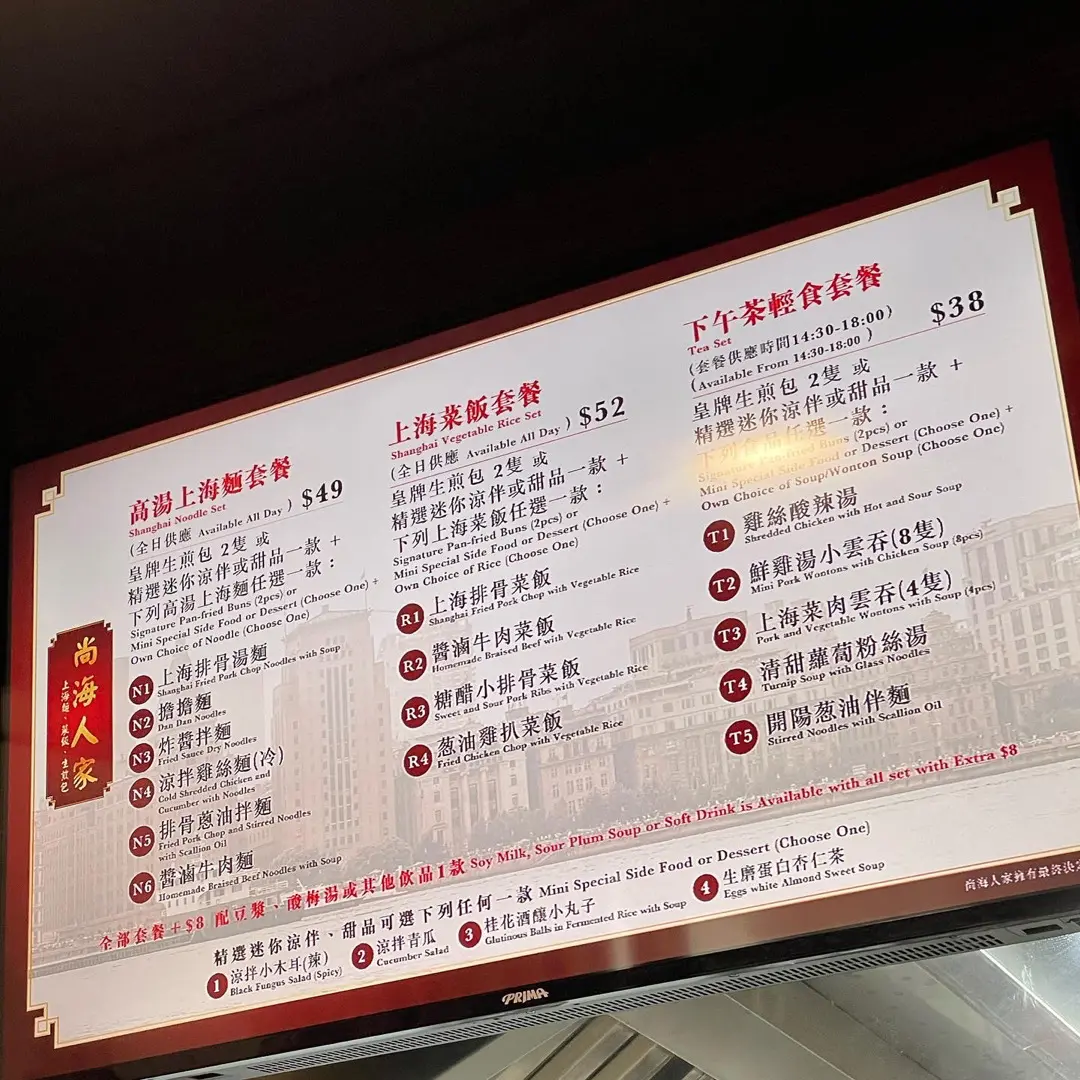 尚海人家
上海麵、菜飯、生煎包
高湯上海麵套餐
Shanghai Noodle Set
(全日供應 Available All Day ) $49
皇牌生煎包 2隻 或
精選迷你涼伴或甜品一款 +
下列高湯上海麵任選一款：
Signature Pan-fried Buns (2pcs) or
Mini Special Side Food or Dessert (Choose One) +
Own Choice of Noodle (Choose One)
N1 上海排骨湯麵
Shanghai Fried Pork Chop Noodles with Soup
N2 擔擔麵
Dan Dan Noodles
N3 炸醬拌麵
Fried Sauce Dry Noodles
N4 涼拌雞絲麵(冷)
Cold Shredded Chicken and
Cucumber with Noodles
N5 排骨蔥油拌麵
Fried Pork Chop and Stirred Noodles
with Scallion Oil
N6 醬滷牛肉麵
Homemade Braised Beef Noodles with Soup
上海菜飯套餐
Shanghai Vegetable Rice Set
(全日供應 Available All Day ) $52
皇牌生煎包 2隻 或
精選迷你涼伴或甜品一款 +
下列上海菜飯任選一款：
Signature Pan-fried Buns (2pcs) or
Mini Special Side Food or Dessert (Choose One) +
Own Choice of Rice (Choose One)
R1 上海排骨菜飯
Shanghai Fried Pork Chop with Vegetable Rice
R2 醬滷牛肉菜飯
Homemade Braised Beef with Vegetable Rice
R3 糖醋小排骨菜飯
Sweet and Sour Pork Ribs with Vegetable Rice
R4 葱油雞扒菜飯
Fried Chicken Chop with Vegetable Rice
下午茶輕食套餐
Tea Set
(套餐供應時間14:30-18:00) $38
(Available From 14:30-18:00 )
皇牌生煎包 2隻 或
精選迷你涼伴或甜品一款 +
下列食品任選一款：
Signature Pan-fried Buns (2pcs) or
Mini Special Side Food or Dessert (Choose One) +
Own Choice of Soup/Wonton Soup (Choose One)
T1 雞絲酸辣湯
Shredded Chicken with Hot and Sour Soup
T2 鮮雞湯小雲吞(8隻)
Mini Pork Wontons with Chicken Soup (8pcs)
T3 上海菜肉雲吞(4隻)
Pork and Vegetable Wontons with Soup (4pcs)
T4 清甜蘿蔔粉絲湯
Turnip Soup with Glass Noodles
T5 開陽葱油伴麵
Stirred Noodles with Scallion Oil
全部套餐+$8 配豆漿、酸梅湯或其他飲品1款 Soy Milk, Sour Plum Soup or Soft Drink is Available with all set with Extra $8
精選迷你涼伴、甜品可選下列任何一款 Mini Special Side Food or Dessert (Choose One)
1 涼拌小木耳(辣)
Black Fungus Salad (Spicy)
2 涼拌青瓜
Cucumber Salad
3 桂花酒釀小丸子
Glutinous Balls in Fermented Rice with Soup
4 生磨蛋白杏仁茶
Eggs white Almond Sweet Soup
尚海人家擁有最終決
PRIMA